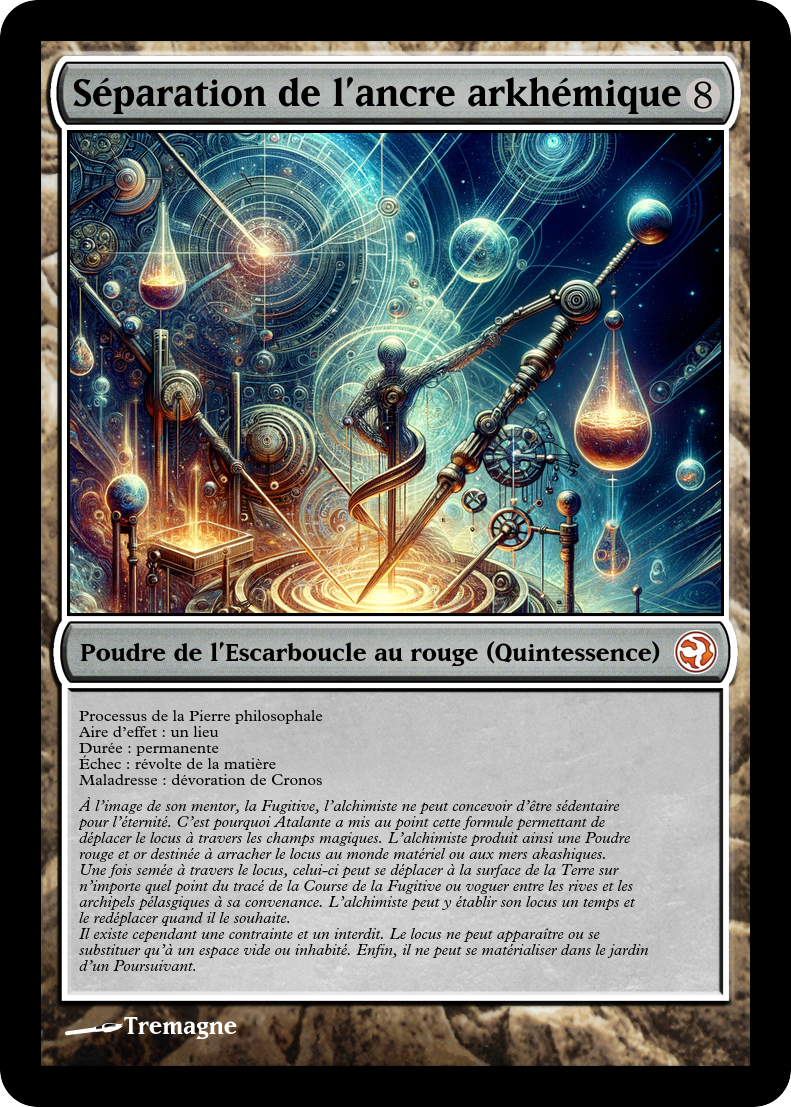 Séparation de l'ancre arkhémique 8
Poudre de l'Escarboucle au rouge (Quintessence)
Processus de la Pierre philosophale
Aire d'effet : un lieu
Durée : permanente
Échec : révolte de la matière
Maladresse : dévoration de Cronos
À l'image de son mentor, la Fugitive, l'alchimiste ne peut concevoir d'être sédentaire
pour l'éternité. C'est pourquoi Atalante a mis au point cette formule permettant de
déplacer le locus à travers les champs magiques. L'alchimiste produit ainsi une Poudre
rouge et or destinée à arracher le locus au monde matériel ou aux mers akashiques.
Une fois semée à travers le locus, celui-ci peut se déplacer à la surface de la Terre sur
n'importe quel point du tracé de la Course de la Fugitive ou voguer entre les rives et les
archipels pélasgiques à sa convenance. L'alchimiste peut y établir son locus un temps et
le redéplacer quand il le souhaite.
Il existe cependant une contrainte et un interdit. Le locus ne peut apparaître ou se
substituer qu'à un espace vide ou inhabité. Enfin, il ne peut se matérialiser dans le jardin
d'un Poursuivant.
Tremagne